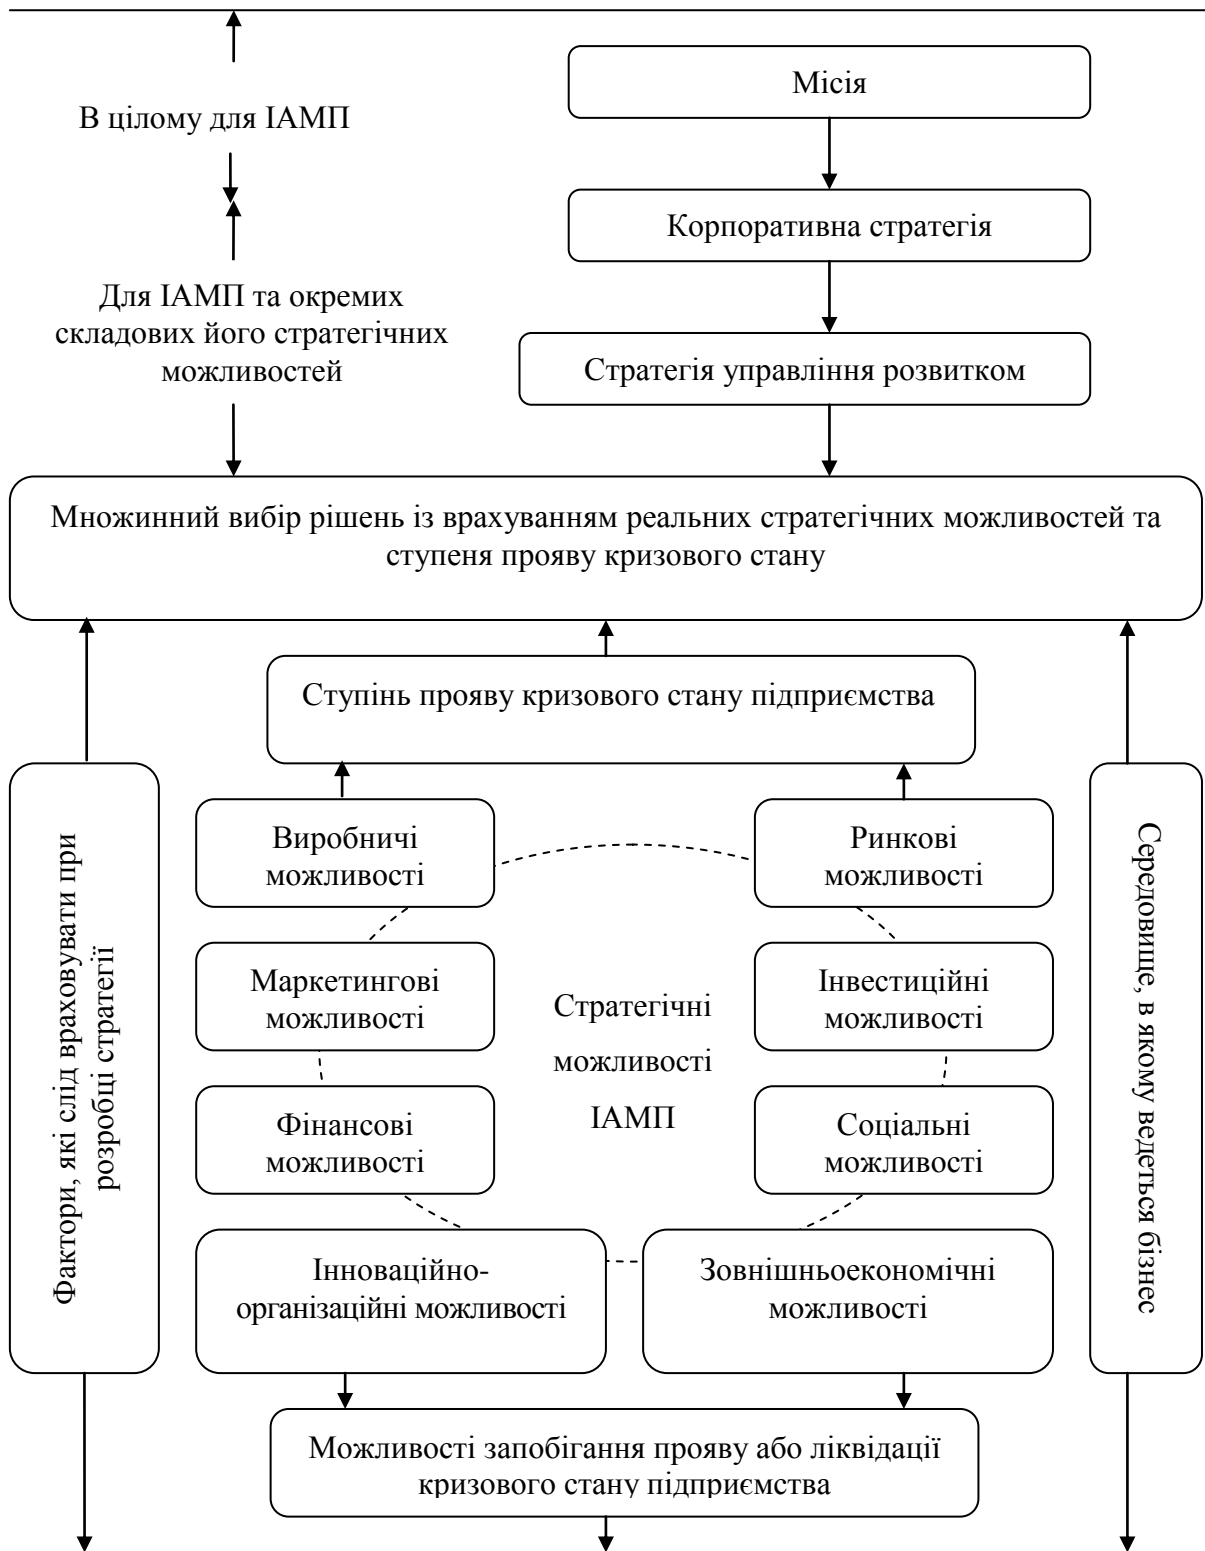 В цілому для ІАМП
Місія
Корпоративна стратегія
Для ІАМП та окремих
складових його стратегічних
можливостей
Стратегія управління розвитком
Множинний вибір рішень із врахуванням реальних стратегічних можливостей та
ступеня прояву кризового стану
Ступінь прояву кризового стану підприємства
Фактори, які слід враховувати при
розробці стратегії
Виробничі
можливості
Ринкові
можливості
Маркетингові
можливості
Інвестиційні
можливості
Стратегічні
можливості
ІАМП
Фінансові
можливості
Соціальні
можливості
Інноваційно-
організаційні можливості
Зовнішньоекономічні
можливості
Середовище, в якому ведеться бізнес
Можливості запобігання прояву або ліквідації
кризового стану підприємства